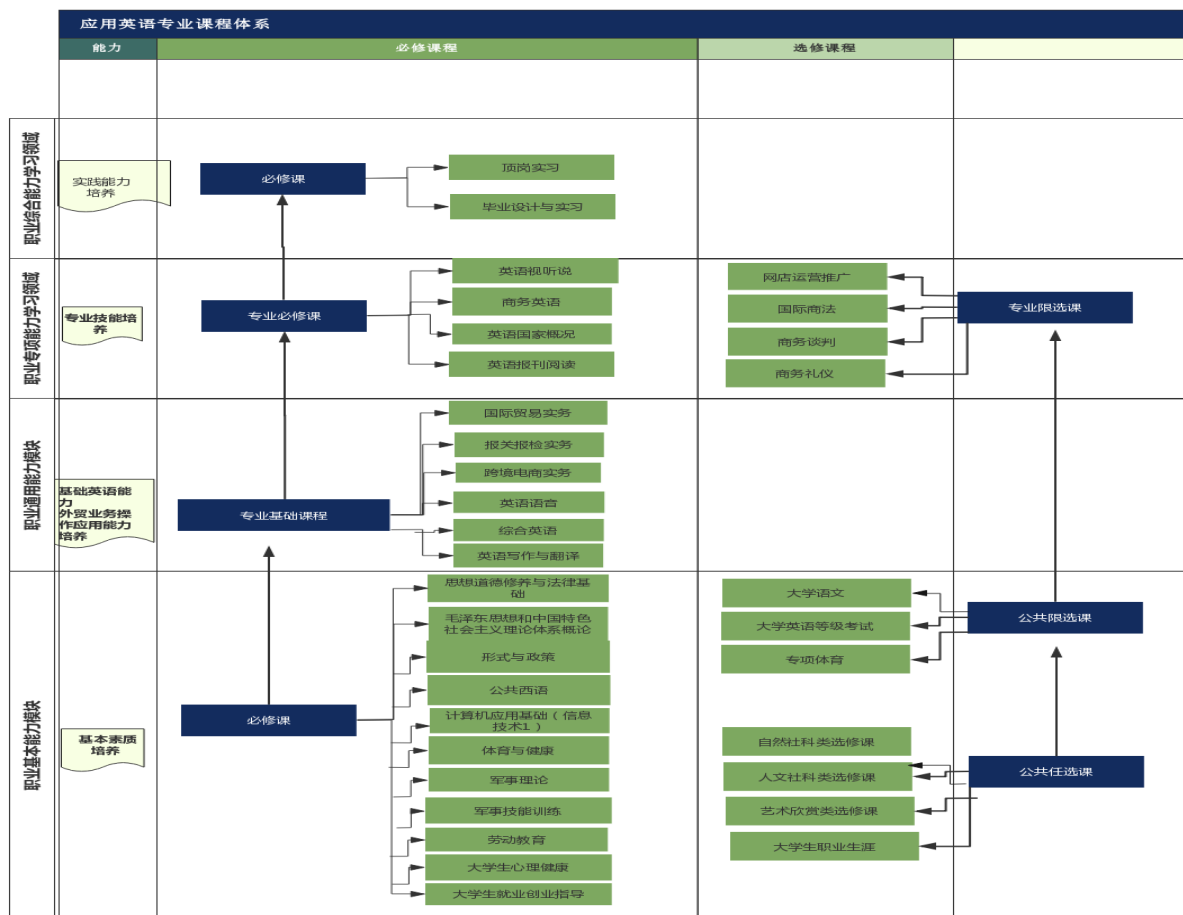 应用英语专业课程体系
能力
必修课程
选修课程
职业综合能力学习领域
实践能力
培养
必修课
顶岗实习
毕业设计与实习
职业专项能力学习领域
专业技能培
养
专业必修课
英语视听说
商务英语
英语国家概况
英语报刊阅读
网店运营推广
国际商法
商务谈判
商务礼仪
专业限选课
职业通用能力模块
基础英语能
力
外贸业务操
作应用能力
培养
专业基础课程
国际贸易实务
报关报检实务
跨境电商实务
英语语音
综合英语
英语写作与翻译
职业基本能力模块
基本素质
培养
必修课
思想道德修养与法律基
础
毛泽东思想和中国特色
社会主义理论体系概论
形式与政策
公共西语
计算机应用基础（信息
技术1）
体育与健康
军事理论
军事技能训练
劳动教育
大学生心理健康
大学生就业创业指导
大学语文
大学英语等级考试
专项体育
公共限选课
自然社科类选修课
人文社科类选修课
艺术欣赏类选修课
大学生职业生涯
公共任选课